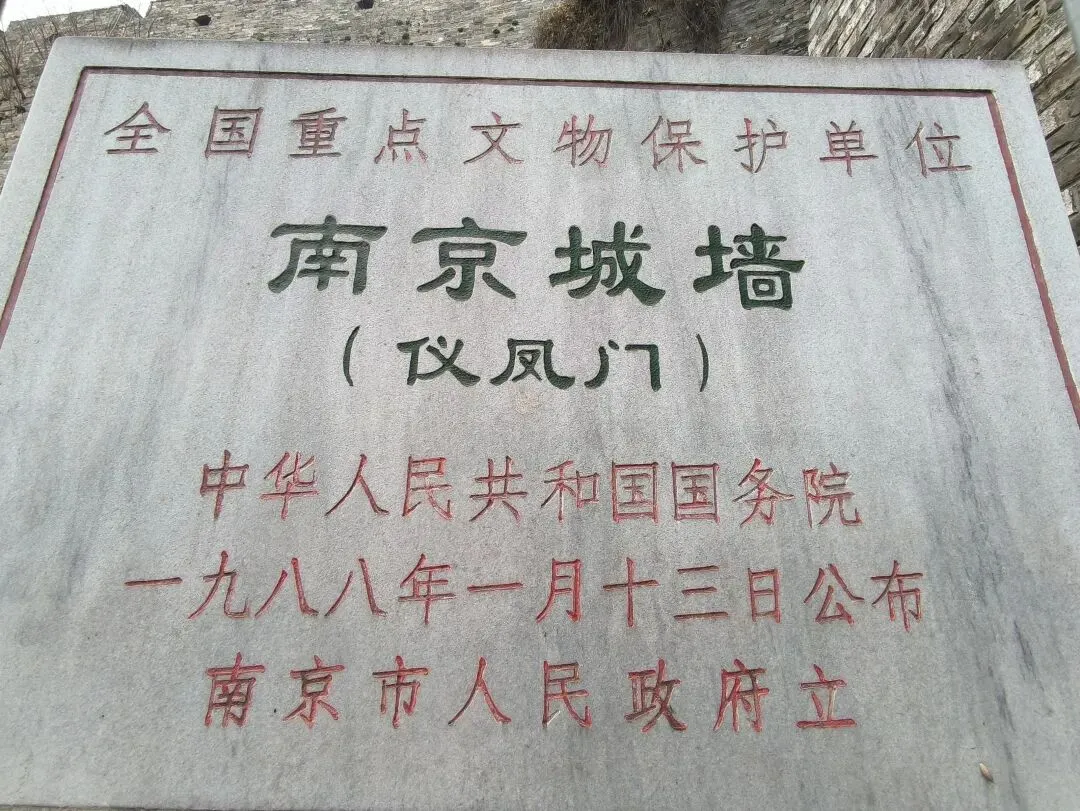 全国重点文物保护单位
南京城墙
（仪凤门）
中华人民共和国国务院
一九八八年一月十三日公布
南京市人民政府立